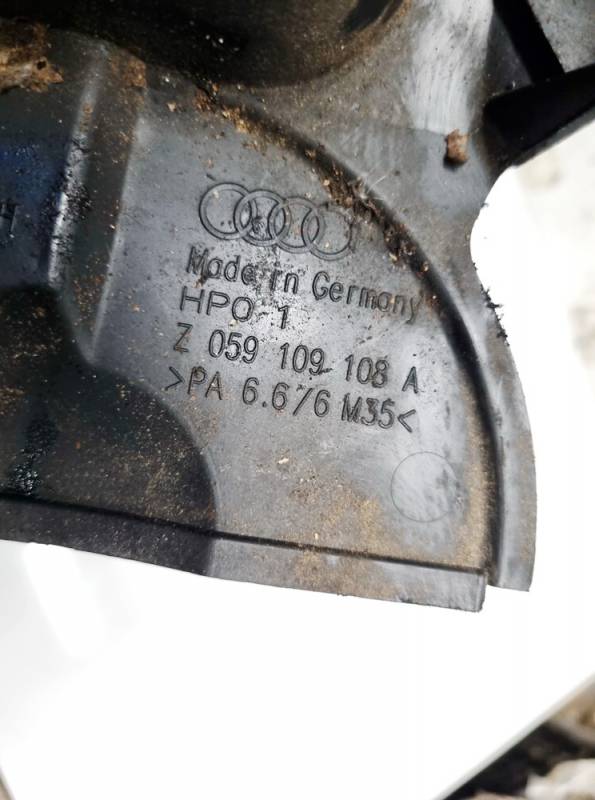 Made in Germany
HPO 1
Z 059 109 108 A
>PA 6.6/6 M35<
H